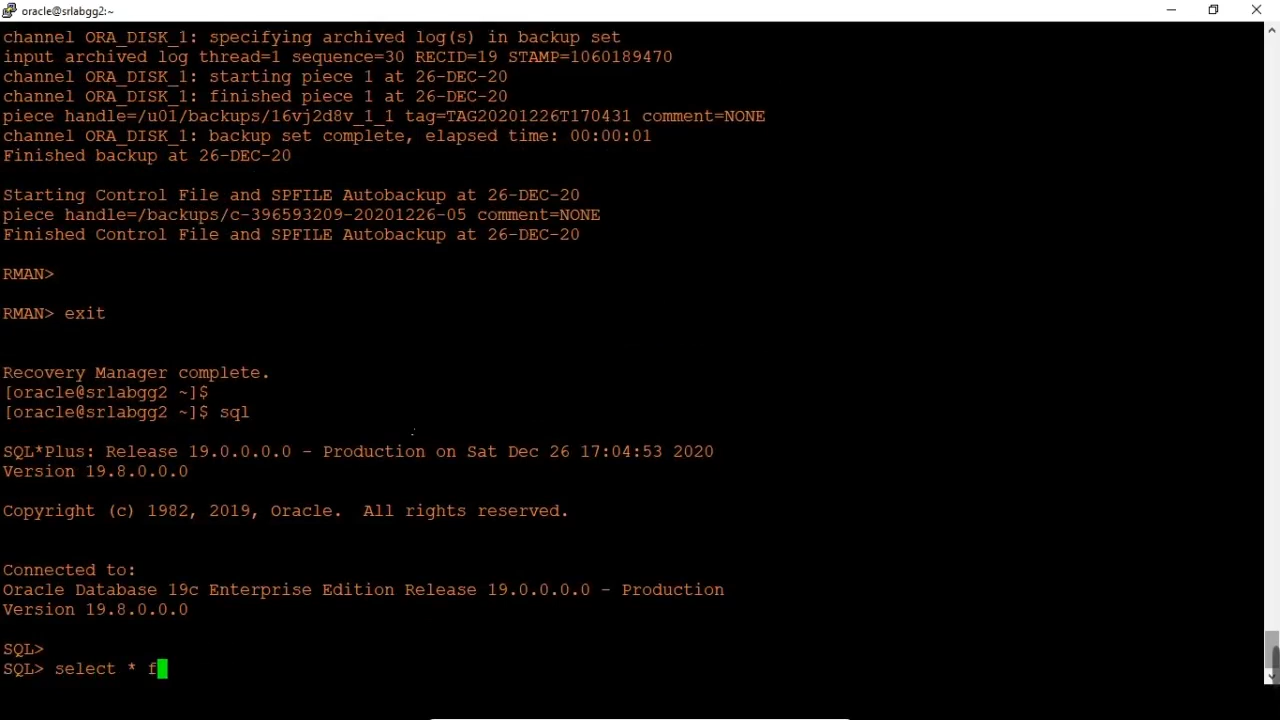 oracle@srlabgg2:~
channel ORA_DISK_1: specifying archived log(s) in backup set
input archived log thread=1 sequence=30 RECID=19 STAMP=1060189470
channel ORA_DISK_1: starting piece 1 at 26-DEC-20
channel ORA_DISK_1: finished piece 1 at 26-DEC-20
piece handle=/u01/backups/16vj2d8v_1_1 tag=TAG20201226T170431 comment=NONE
channel ORA_DISK_1: backup set complete, elapsed time: 00:00:01
Finished backup at 26-DEC-20
Starting Control File and SPFILE Autobackup at 26-DEC-20
piece handle=/backups/c-396593209-20201226-05 comment=NONE
Finished Control File and SPFILE Autobackup at 26-DEC-20
RMAN>
RMAN> exit
Recovery Manager complete.
[oracle@srlabgg2 ~]$
[oracle@srlabgg2 ~]$ sql
SQL*Plus: Release 19.0.0.0.0 - Production on Sat Dec 26 17:04:53 2020
Version 19.8.0.0.0
Copyright (c) 1982, 2019, Oracle.  All rights reserved.
Connected to:
Oracle Database 19c Enterprise Edition Release 19.0.0.0.0 - Production
Version 19.8.0.0.0
SQL>
SQL> select * f